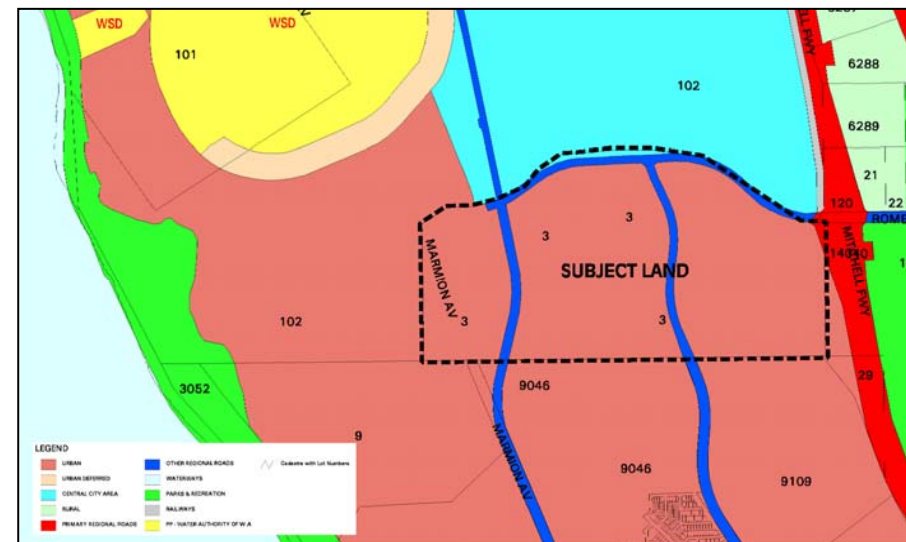 WSD
WSD
101
102
6288
6289
21
22
120
ROME
3
3
14040
MITCHELL FWY
MARMION AV
SUBJECT LAND
102
3
3
29
9046
3052
9
MARMION AV
9046
9109
LEGEND
URBAN
URBAN DEFERRED
CENTRAL CITY AREA
RURAL
PRIMARY REGIONAL ROADS
OTHER REGIONAL ROADS
WATERWAYS
PARKS & RECREATION
RAILWAYS
PP - WATER AUTHORITY OF W.A
Cadastre with Lot Numbers